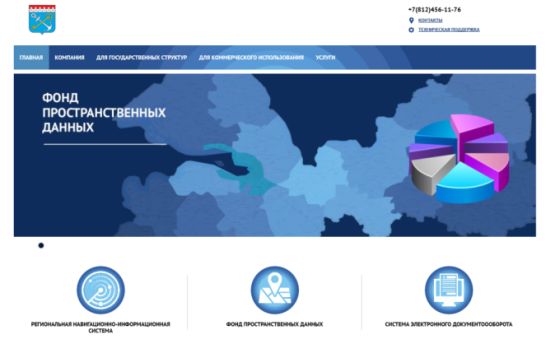 +7(812)456-11-76
КОНТАКТЫ
ТЕХНИЧЕСКАЯ ПОДДЕРЖКА
ГЛАВНАЯ КОМПАНИЯ ДЛЯ ГОСУДАРСТВЕННЫХ СТРУКТУР ДЛЯ КОММЕРЧЕСКОГО ИСПОЛЬЗОВАНИЯ УСЛУГИ
ФОНД
ПРОСТРАНСТВЕННЫХ
ДАННЫХ
РЕГИОНАЛЬНАЯ НАВИГАЦИОННО-ИНФОРМАЦИОННАЯ
СИСТЕМА
ФОНД ПРОСТРАНСТВЕННЫХ ДАННЫХ
СИСТЕМА ЭЛЕКТРОННОГО ДОКУМЕНТОООБОРОТА